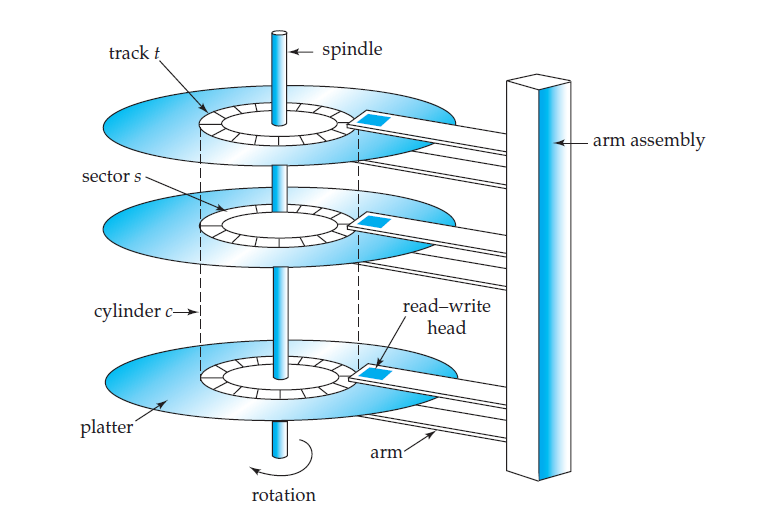 track t
spindle
arm assembly
sector s
cylinder c
read–write
head
platter
arm
rotation